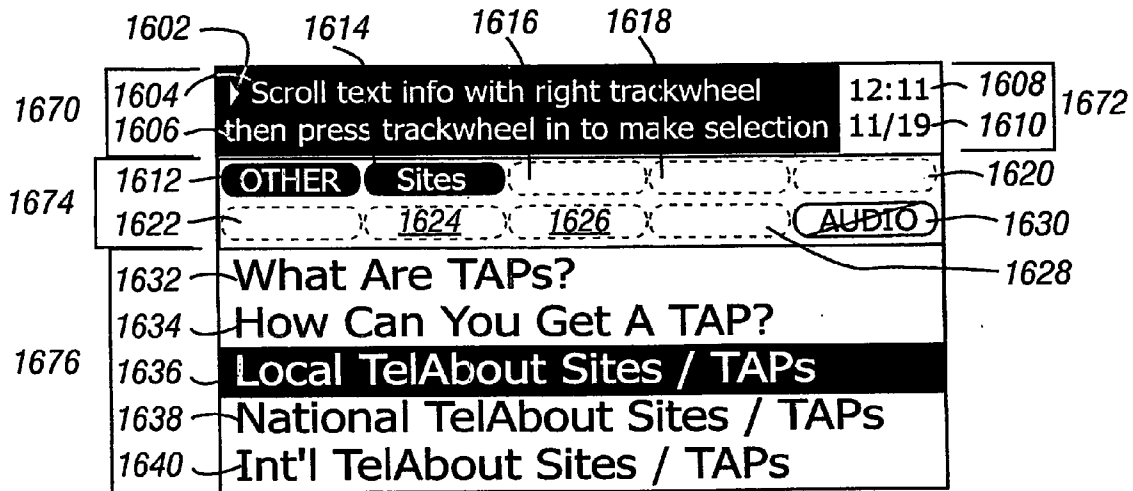 1602 1614 1616 1618
1670 1604 Scroll text info with right trackwheel 12:11 1608 1672
1606 then press trackwheel in to make selection 11/19 1610
1674 1612 OTHER Sites 1620
1622 1624 1626 AUDIO 1630
1628
1632 What Are TAPs?
1634 How Can You Get A TAP?
1676 1636 Local TelAbout Sites / TAPs
1638 National TelAbout Sites / TAPs
1640 Int'l TelAbout Sites / TAPs